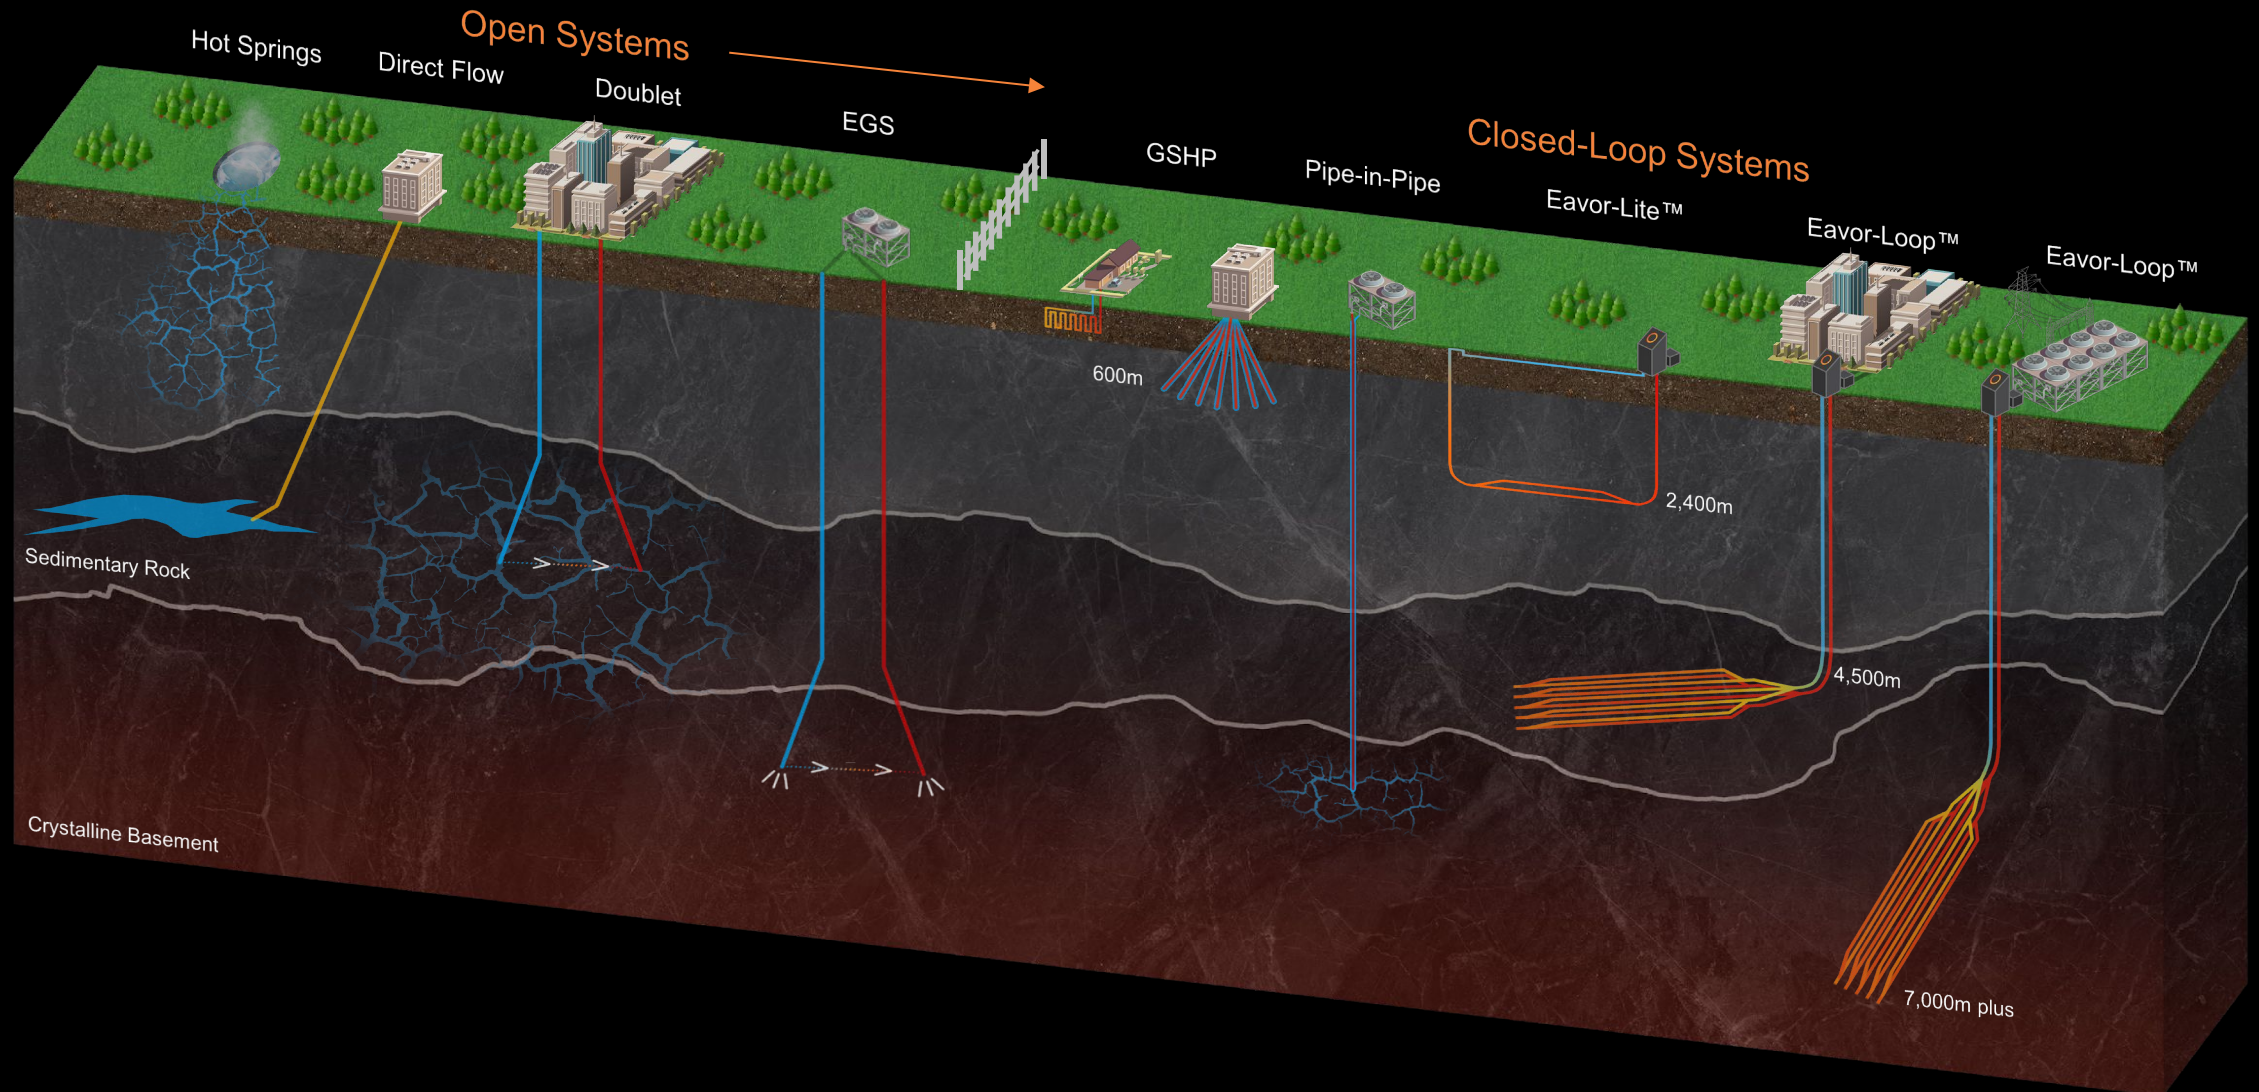 Open Systems
Hot Springs
Direct Flow
Doublet
EGS
Closed-Loop Systems
GSHP
Pipe-in-Pipe
Eavor-Lite™
Eavor-Loop™
Eavor-Loop™
600m
2,400m
Sedimentary Rock
4,500m
Crystalline Basement
7,000m plus